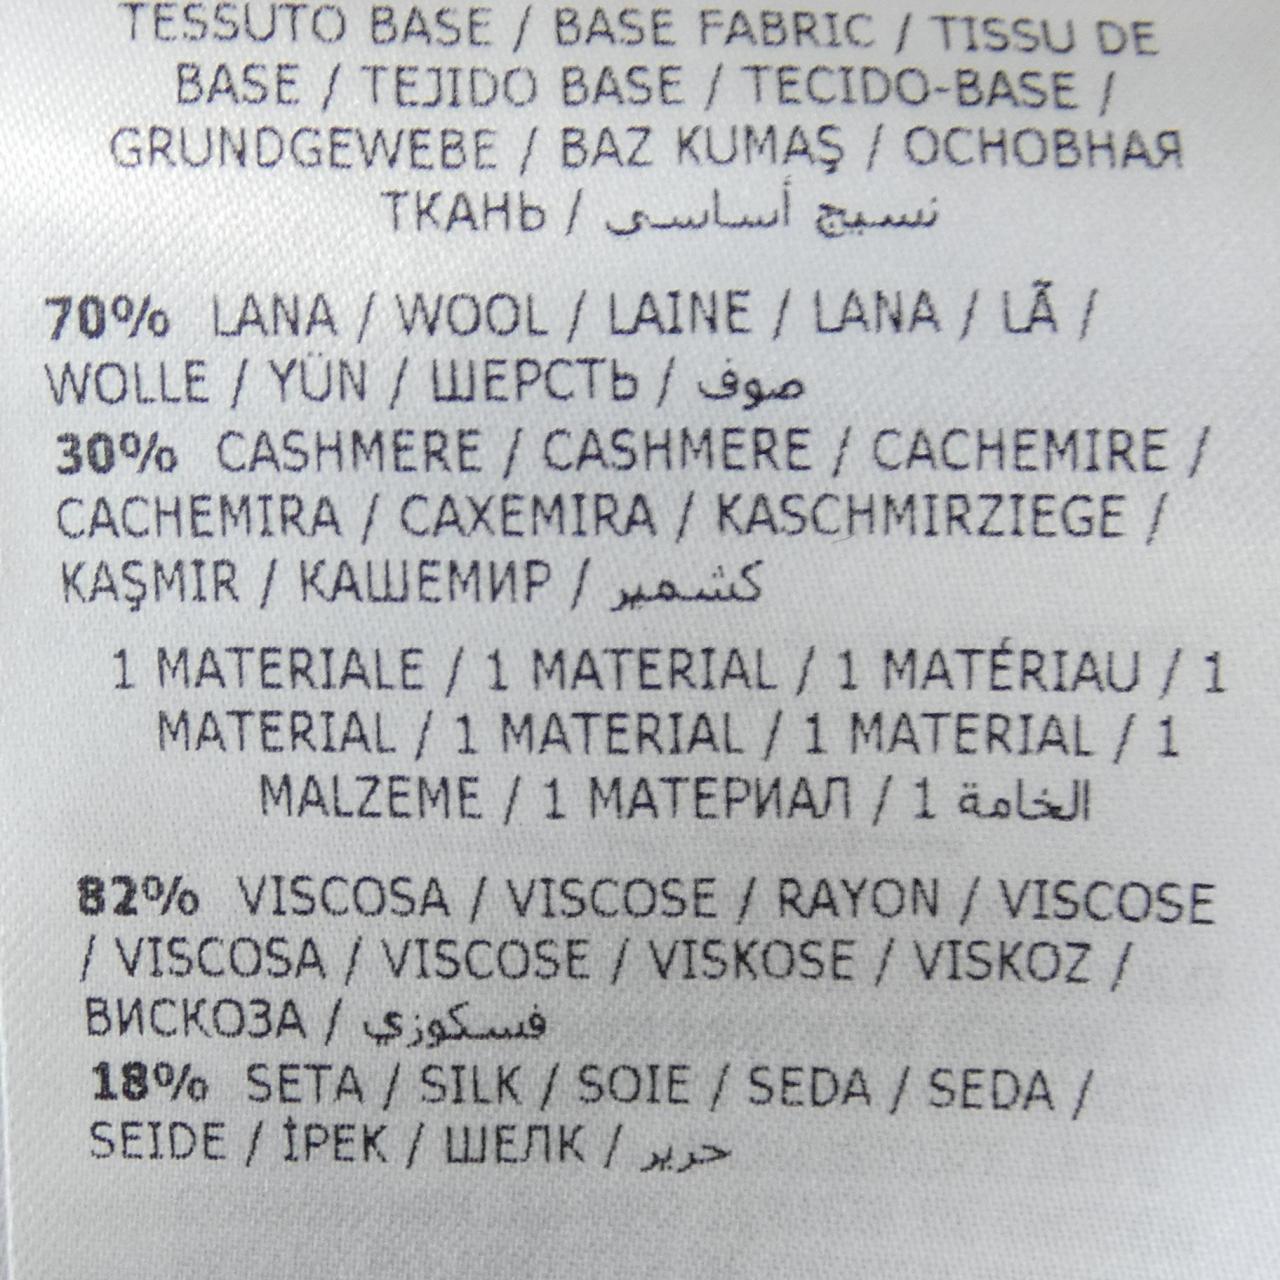 TESSUTO BASE / BASE FABRIC / TISSU DE
BASE / TEJIDO BASE / TECIDO-BASE /
GRUNDGEWEBE / BAZ KUMAŞ / ОСНОВНАЯ
ТКАНЬ / نسيج أساسى
70% LANA / WOOL / LAINE / LANA / LÃ /
WOLLE / YÜN / ШЕРСТЬ / صوف
30% CASHMERE / CASHMERE / CACHEMIRE /
CACHEMIRA / CAXEMIRA / KASCHMIRZIEGE /
KAŞMIR / КАШЕМИР / كشمير
1 MATERIALE / 1 MATERIAL / 1 MATÉRIAU / 1
MATERIAL / 1 MATERIAL / 1 MATERIAL / 1
MALZEME / 1 МАТЕРИАЛ / 1 الخامة
82% VISCOSA / VISCOSE / RAYON / VISCOSE
/ VISCOSA / VISCOSE / VISKOSE / VISKOZ /
ВИСКОЗА / فسكوزي
18% SETA / SILK / SOIE / SEDA / SEDA /
SEIDE / İPEK / ШЕЛК / حرير